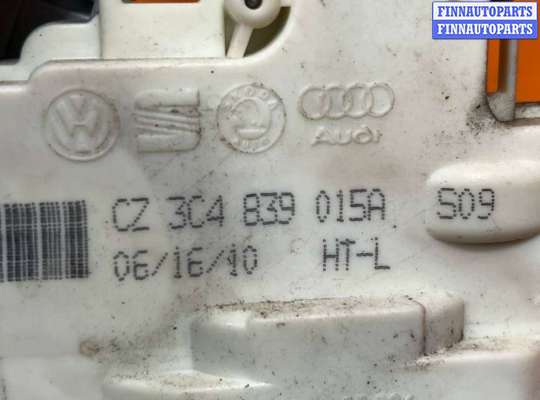 FINNAUTOPARTS
FINNAUTOPARTS
Audi
CZ 3C4 839 015A S09
06/16/10 HT-L